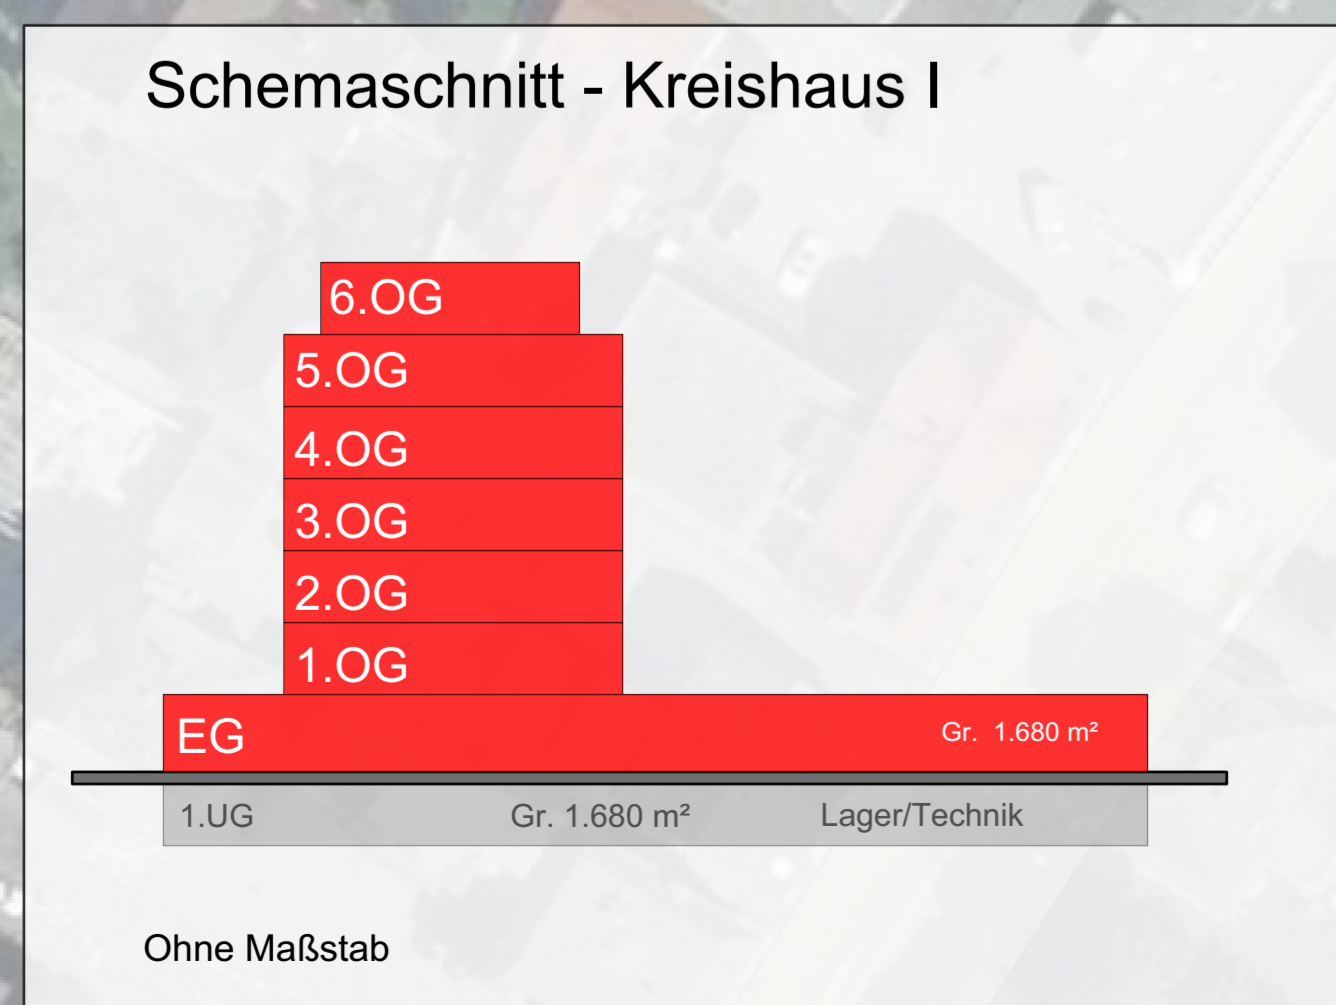 Schemaschnitt - Kreishaus I
6.OG
5.OG
4.OG
3.OG
2.OG
1.OG
EG Gr. 1.680 m²
1.UG Gr. 1.680 m² Lager/Technik
Ohne Maßstab